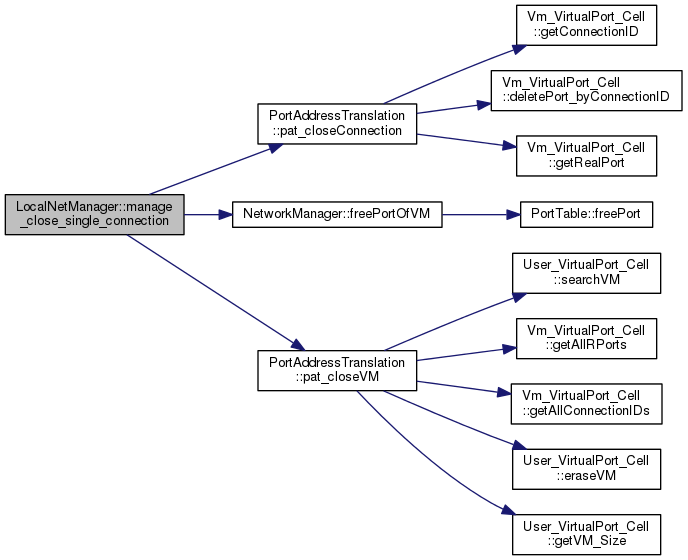 Vm_VirtualPort_Cell
::getConnectionID
Vm_VirtualPort_Cell
::deletePort_byConnectionID
PortAddressTranslation
::pat_closeConnection
Vm_VirtualPort_Cell
::getRealPort
LocalNetManager::manage
_close_single_connection
NetworkManager::freePortOfVM
PortTable::freePort
User_VirtualPort_Cell
::searchVM
Vm_VirtualPort_Cell
::getAllRPorts
PortAddressTranslation
::pat_closeVM
Vm_VirtualPort_Cell
::getAllConnectionIDs
User_VirtualPort_Cell
::eraseVM
User_VirtualPort_Cell
::getVM_Size